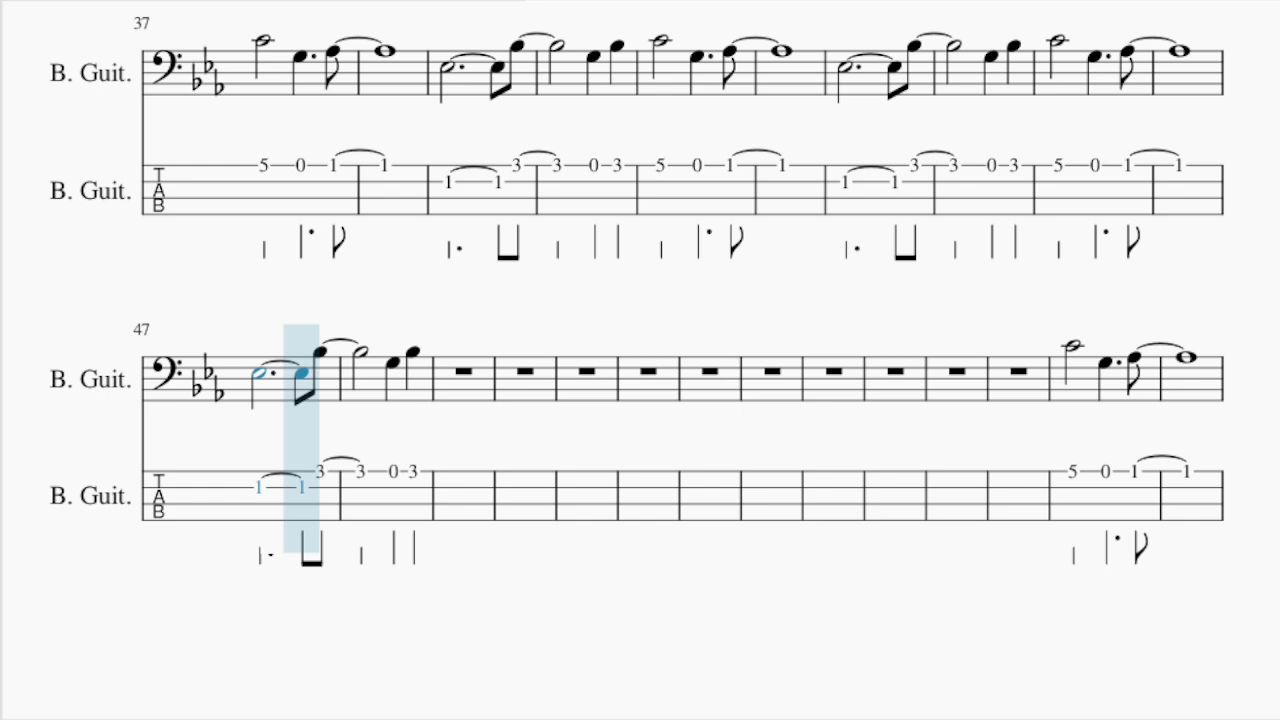 37
B. Guit.
B. Guit.
T
A
B
5 0 1 1 1 1 3 3 0 3 5 0 1 1 1 1 3 3 0 3 5 0 1 1
47
B. Guit.
B. Guit.
T
A
B
1 1 3 3 0 3 5 0 1 1